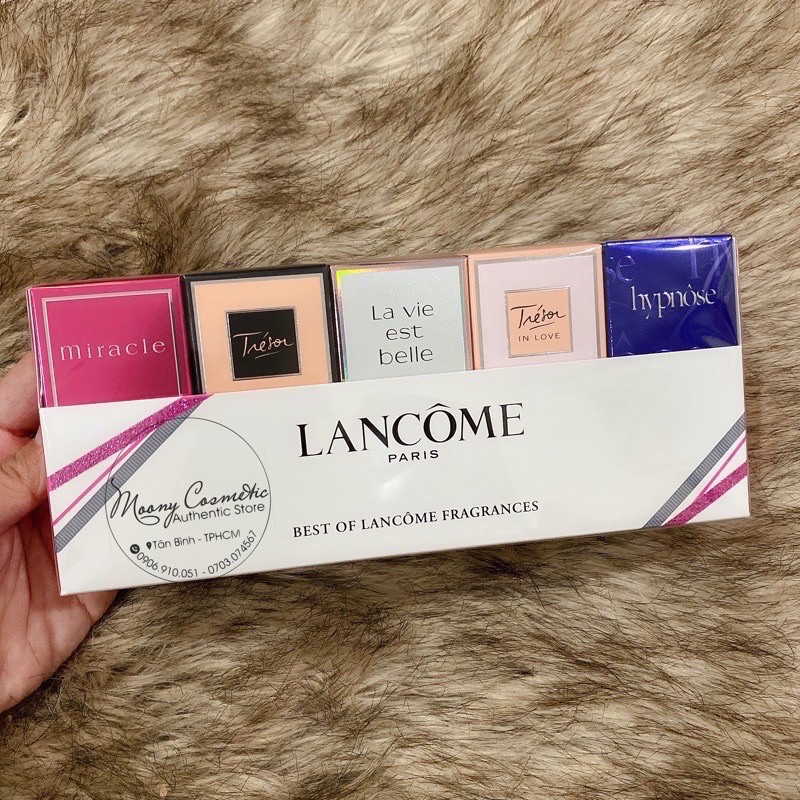 miracle
Trésor
La vie
est
belle
Trésor
IN LOVE
hypnôse
LANCÔME
PARIS
BEST OF LANCÔME FRAGRANCES
Moony Cosmetic
Authentic Store
Tân Bình - TPHCM
0906 910.051 - 0703 074567